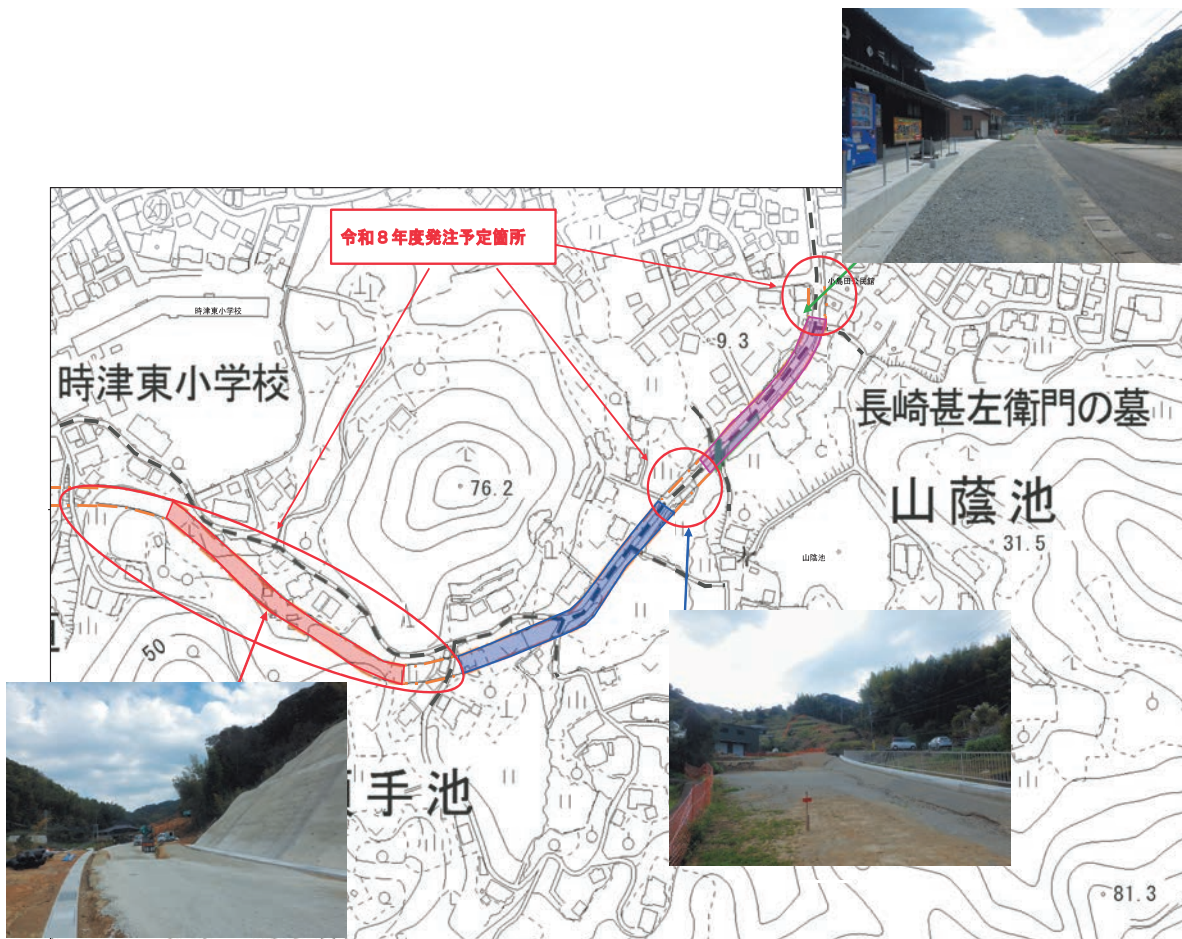 令和８年度発注予定箇所
幼
小島田公民館
時津東小学校
9.3
時津東小学校
長崎甚左衛門の墓
76.2
山蔭池
31.5
山陰池
50
手池
81.3